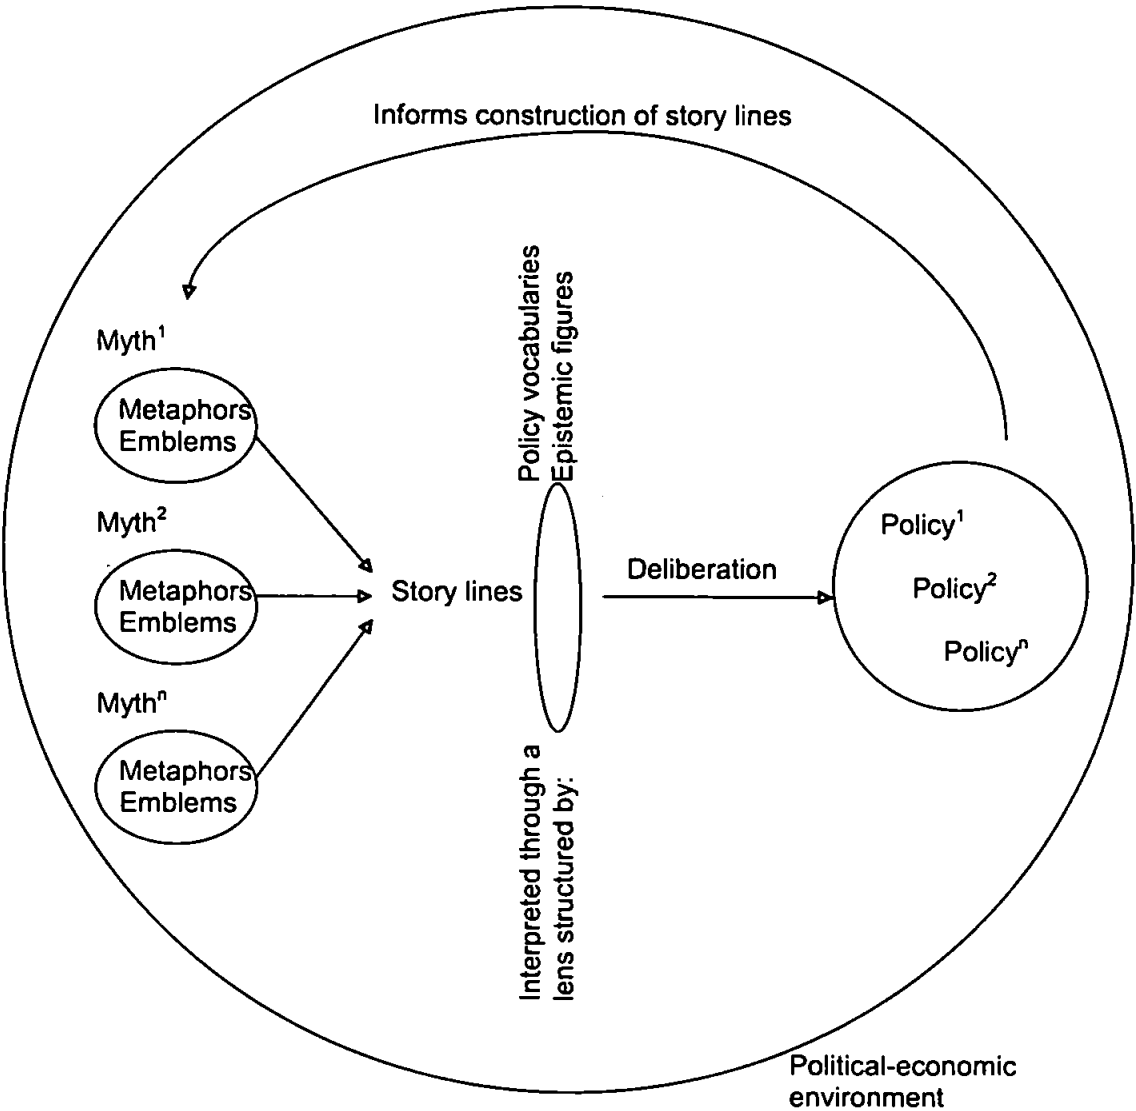 Informs construction of story lines
Policy vocabularies
Epistemic figures
Myth¹
Metaphors
Emblems
Myth²
Metaphors
Emblems
Mythⁿ
Metaphors
Emblems
Story lines
Deliberation
Policy¹
Policy²
Policyⁿ
Interpreted through a
lens structured by:
Political-economic
environment